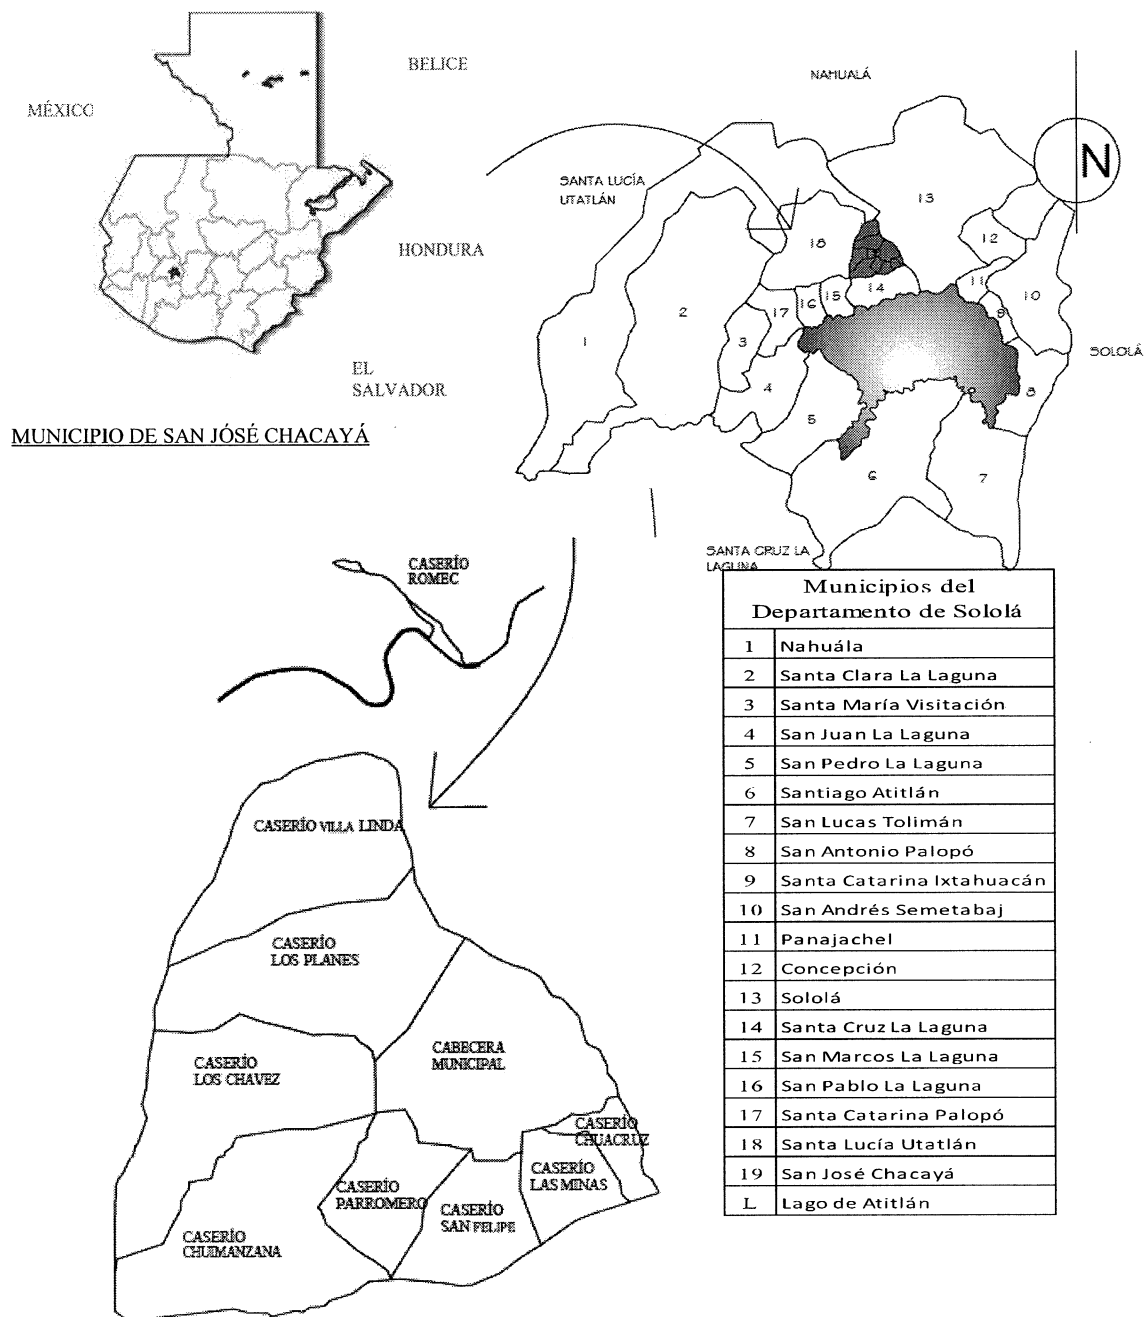 BELICE
MÉXICO
HONDURA
EL
SALVADOR
MUNICIPIO DE SAN JÓSÉ CHACAYÁ
NAHUALÁ
N
SANTA LUCÍA
UTATLÁN
13
12
18
11
10
14
15
16
17
9
2
3
1
4
8
5
6
7
SOLOLÁ
SANTA CRUZ LA
LAGUNA
CASERÍO
ROMEC
CASERÍO VILLA LINDA
CASERÍO
LOS PLANES
CABECERA
MUNICIPAL
CASERÍO
LOS CHAVEZ
CASERÍO
CHUACRUZ
CASERÍO
LAS MINAS
CASERÍO
PARROMERO
CASERÍO
SAN FELIPE
CASERÍO
CHUIMANZANA
Municipios del
Departamento de Sololá
1 Nahuála
2 Santa Clara La Laguna
3 Santa María Visitación
4 San Juan La Laguna
5 San Pedro La Laguna
6 Santiago Atitlán
7 San Lucas Tolimán
8 San Antonio Palopó
9 Santa Catarina Ixtahuacán
10 San Andrés Semetabaj
11 Panajachel
12 Concepción
13 Sololá
14 Santa Cruz La Laguna
15 San Marcos La Laguna
16 San Pablo La Laguna
17 Santa Catarina Palopó
18 Santa Lucía Utatlán
19 San José Chacayá
L Lago de Atitlán